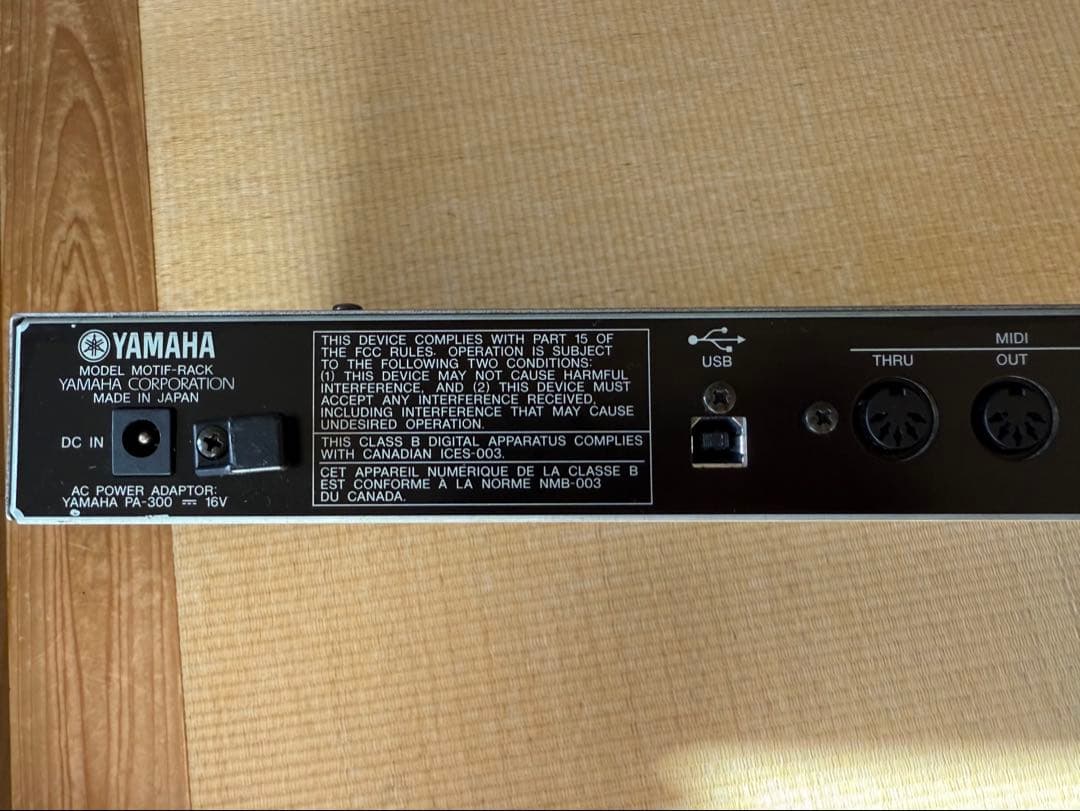 YAMAHA
MODEL MOTIF-RACK
YAMAHA CORPORATION
MADE IN JAPAN
DC IN
AC POWER ADAPTOR:
YAMAHA PA-300 ⎓ 16V
THIS DEVICE COMPLIES WITH PART 15 OF
THE FCC RULES. OPERATION IS SUBJECT
TO THE FOLLOWING TWO CONDITIONS:
(1) THIS DEVICE MAY NOT CAUSE HARMFUL
INTERFERENCE, AND (2) THIS DEVICE MUST
ACCEPT ANY INTERFERENCE RECEIVED,
INCLUDING INTERFERENCE THAT MAY CAUSE
UNDESIRED OPERATION.
THIS CLASS B DIGITAL APPARATUS COMPLIES
WITH CANADIAN ICES-003.
CET APPAREIL NUMÉRIQUE DE LA CLASSE B
EST CONFORME À LA NORME NMB-003
DU CANADA.
USB
MIDI
THRU
OUT